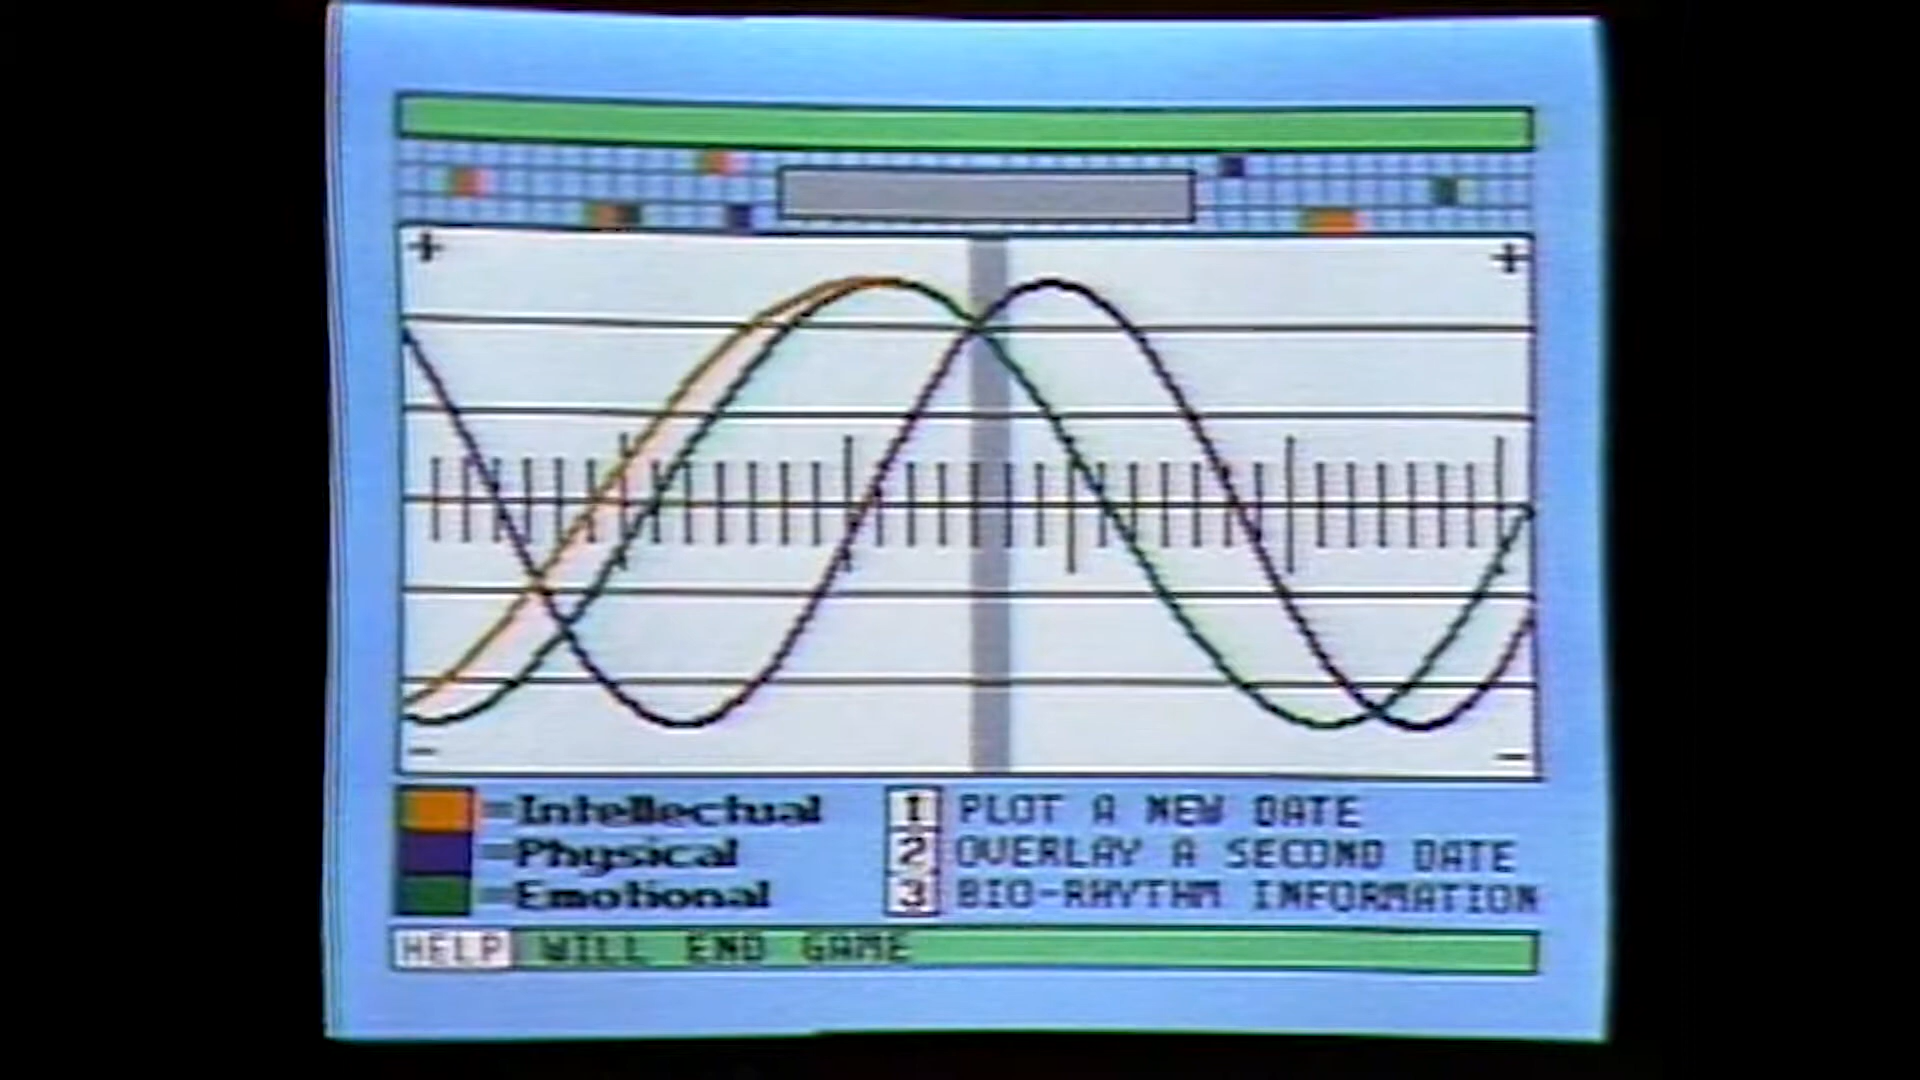 + +
- -
=Intellectual
=Physical
=Emotional
1 PLOT A NEW DATE
2 OVERLAY A SECOND DATE
3 BIO-RHYTHM INFORMATION
HELP WILL END GAME